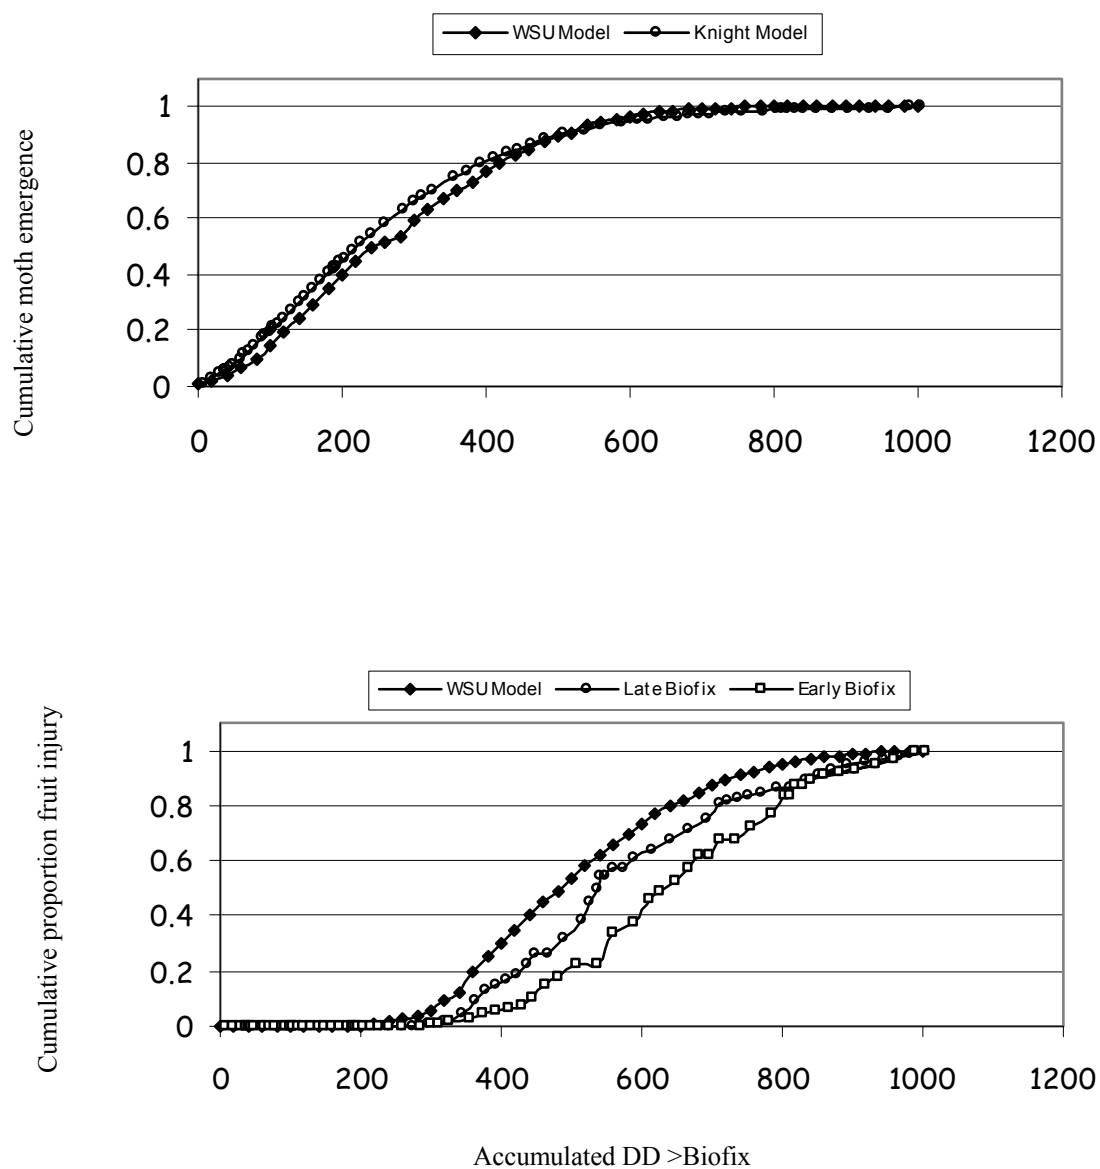 WSU Model Knight Model
Cumulative moth emergence
1
0.8
0.6
0.4
0.2
0
0 200 400 600 800 1000 1200
WSU Model Late Biofix Early Biofix
Cumulative proportion fruit injury
1
0.8
0.6
0.4
0.2
0
0 200 400 600 800 1000 1200
Accumulated DD >Biofix